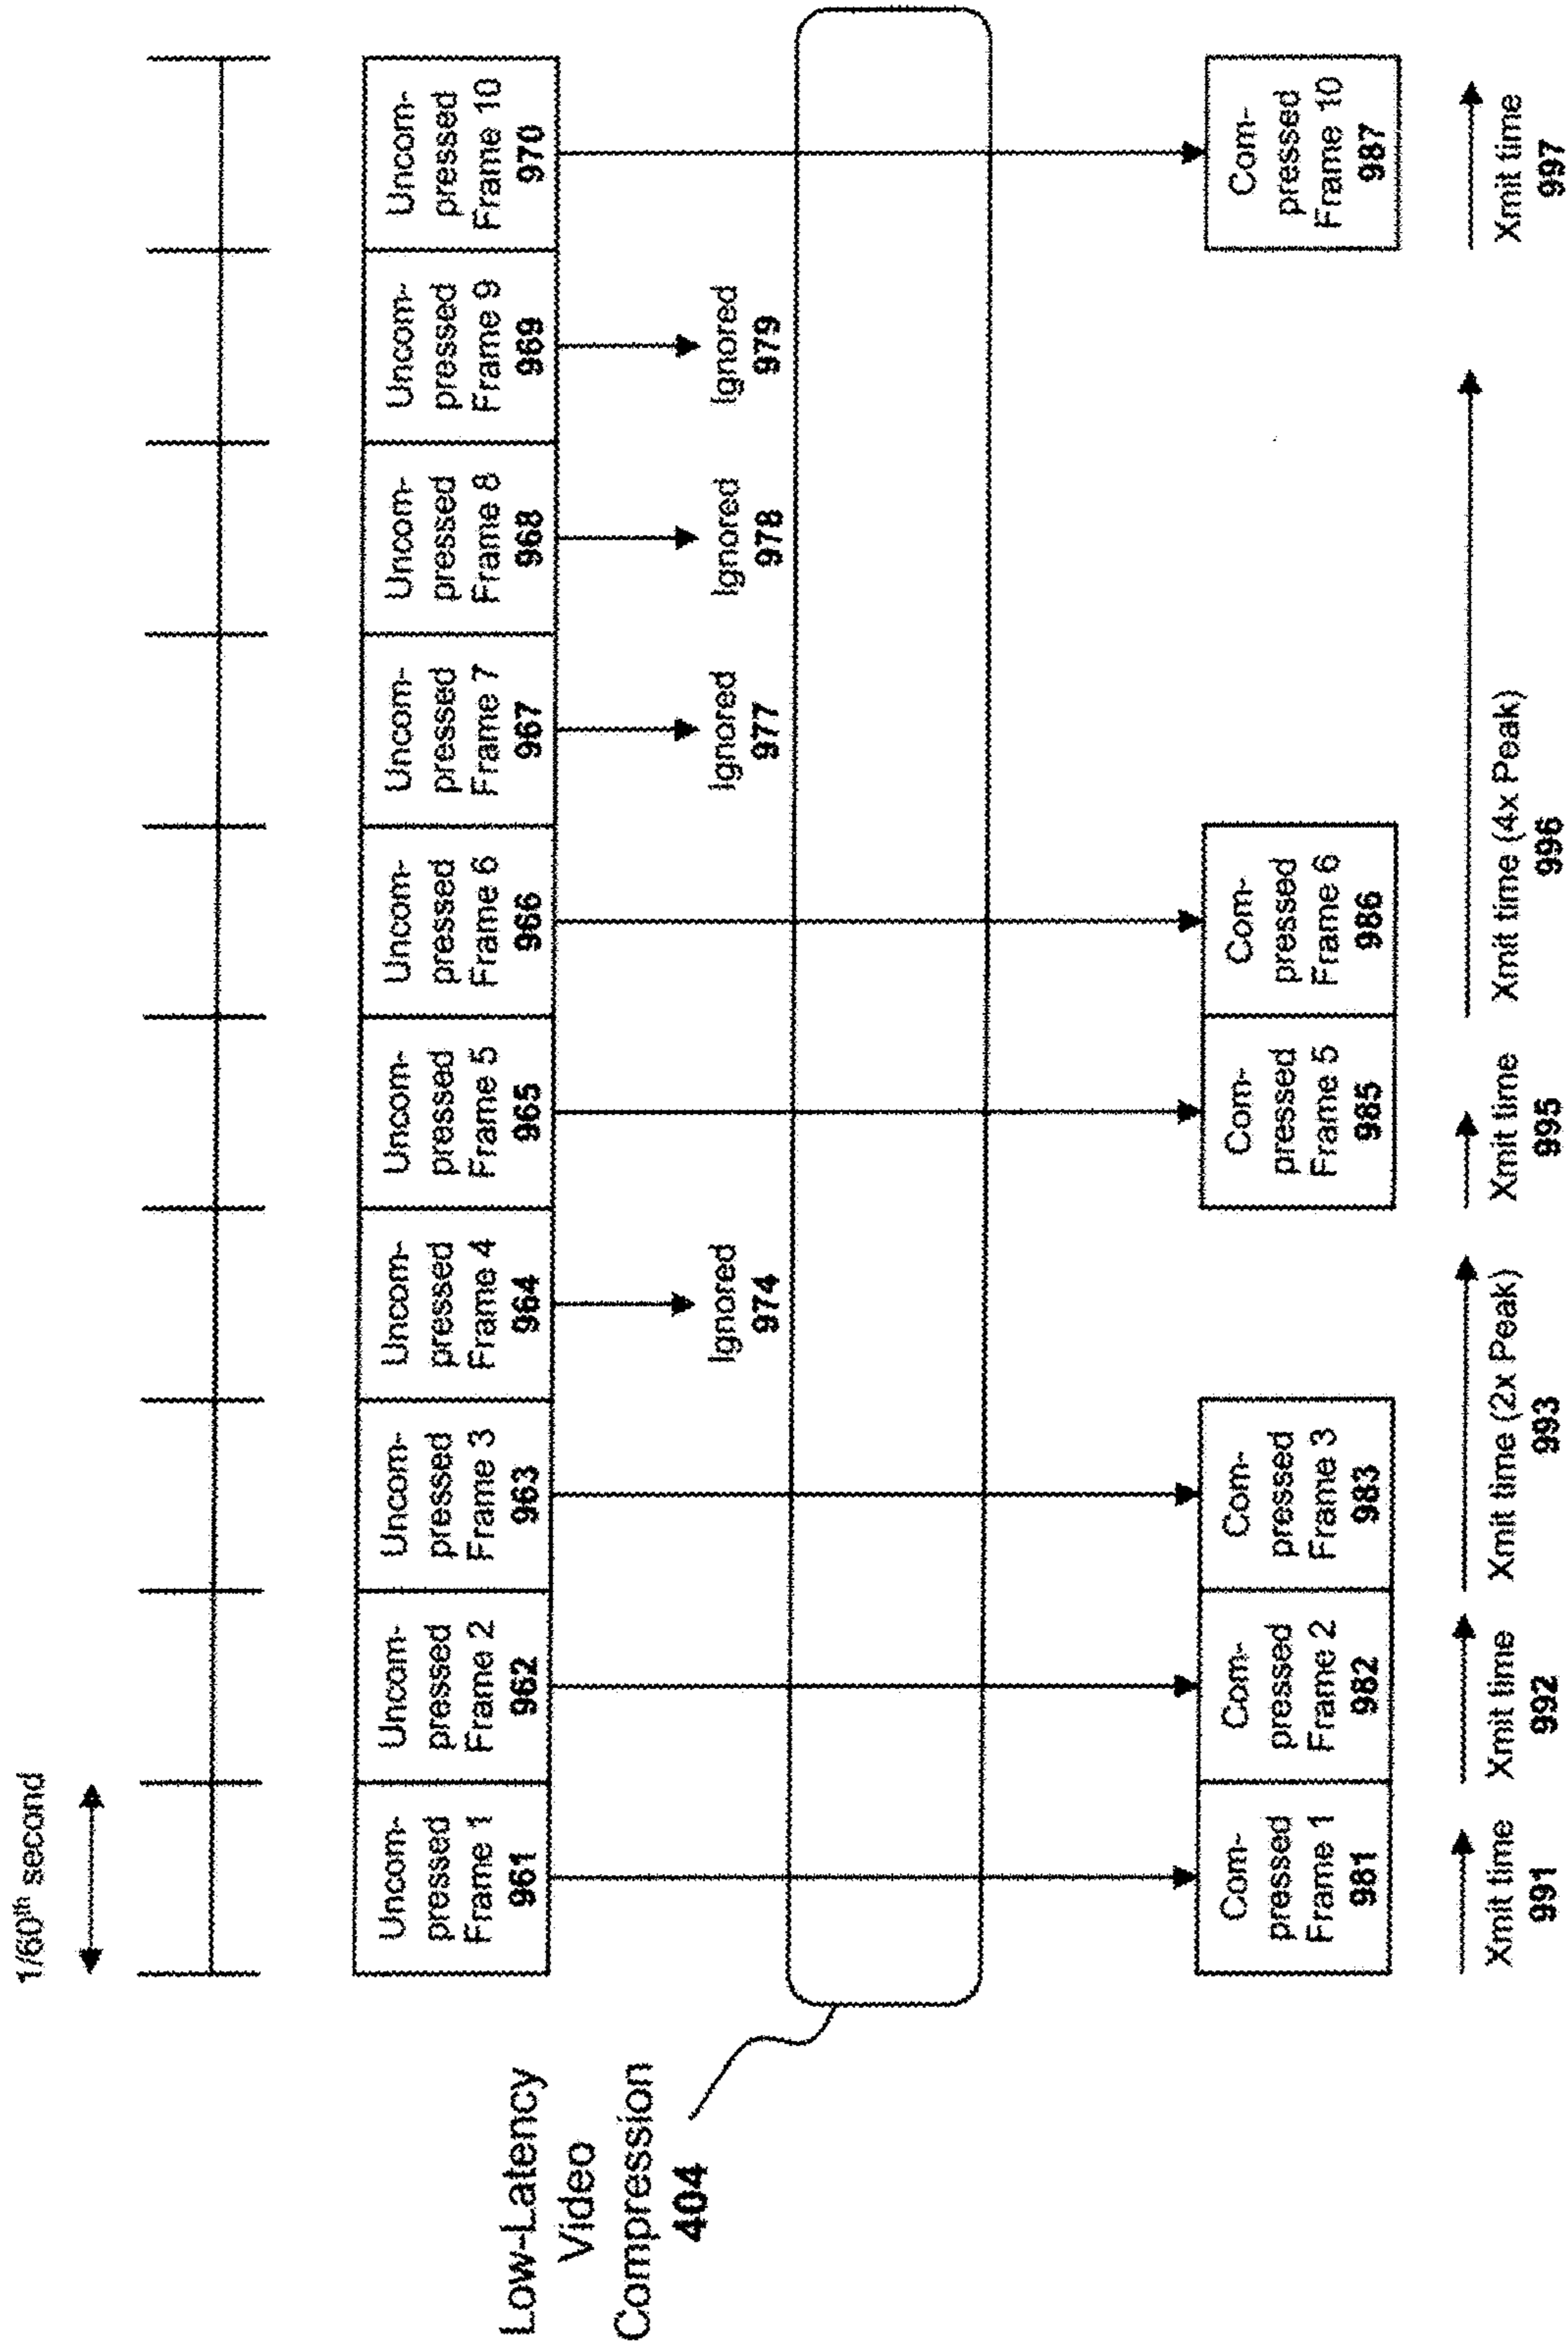 1/60th second
Uncom-
pressed
Frame 1
961
Uncom-
pressed
Frame 2
962
Uncom-
pressed
Frame 3
963
Uncom-
pressed
Frame 4
964
Uncom-
pressed
Frame 5
965
Uncom-
pressed
Frame 6
966
Uncom-
pressed
Frame 7
967
Uncom-
pressed
Frame 8
968
Uncom-
pressed
Frame 9
969
Uncom-
pressed
Frame 10
970
Ignored
974
Ignored
977
Ignored
978
Ignored
979
Low-Latency
Video
Compression
404
Com-
pressed
Frame 1
981
Com-
pressed
Frame 2
982
Com-
pressed
Frame 3
983
Com-
pressed
Frame 5
985
Com-
pressed
Frame 6
986
Com-
pressed
Frame 10
987
Xmit time
991
Xmit time
992
Xmit time (2x Peak)
993
Xmit time
995
Xmit time (4x Peak)
996
Xmit time
997